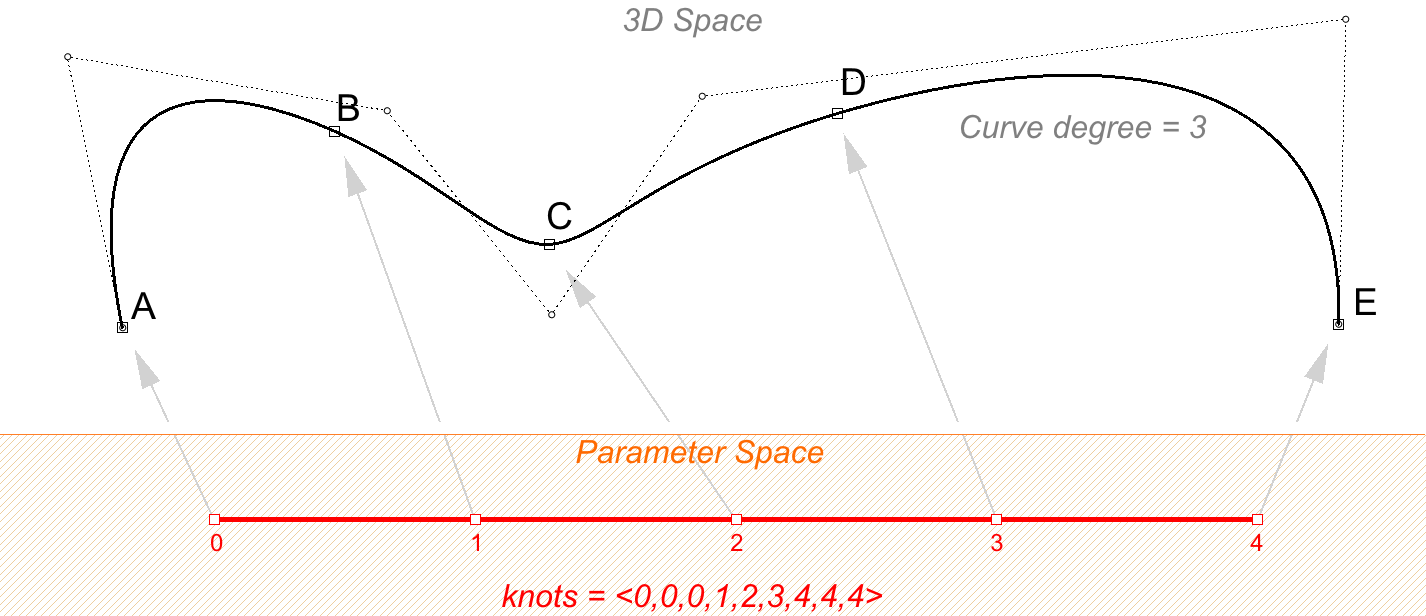 3D Space
B
D
Curve degree = 3
C
A
E
Parameter Space
0 1 2 3 4
knots = <0,0,0,1,2,3,4,4,4>